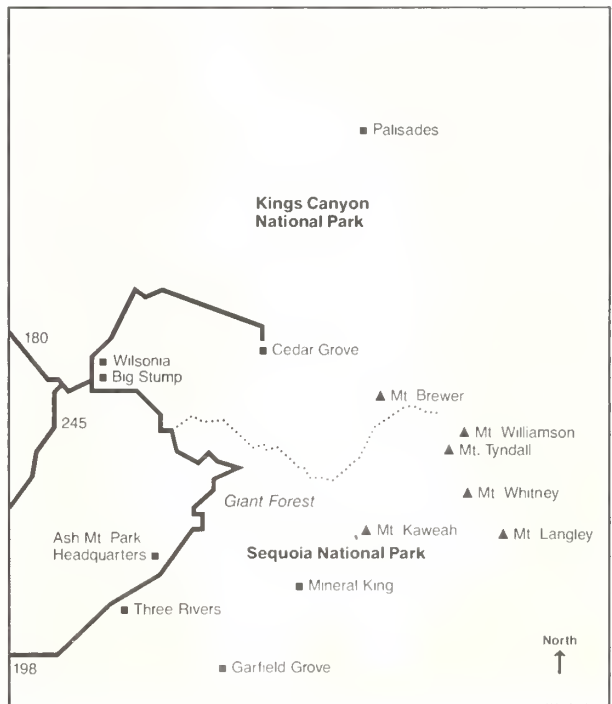 Palisades
Kings Canyon
National Park
180
Cedar Grove
Wilsonia
Big Stump
Mt Brewer
245
Mt Williamson
Mt. Tyndall
Mt Whitney
Giant Forest
Mt Kaweah
Mt Langley
Ash Mt Park
Headquarters
Sequoia National Park
Mineral King
Three Rivers
North
198
Garfield Grove